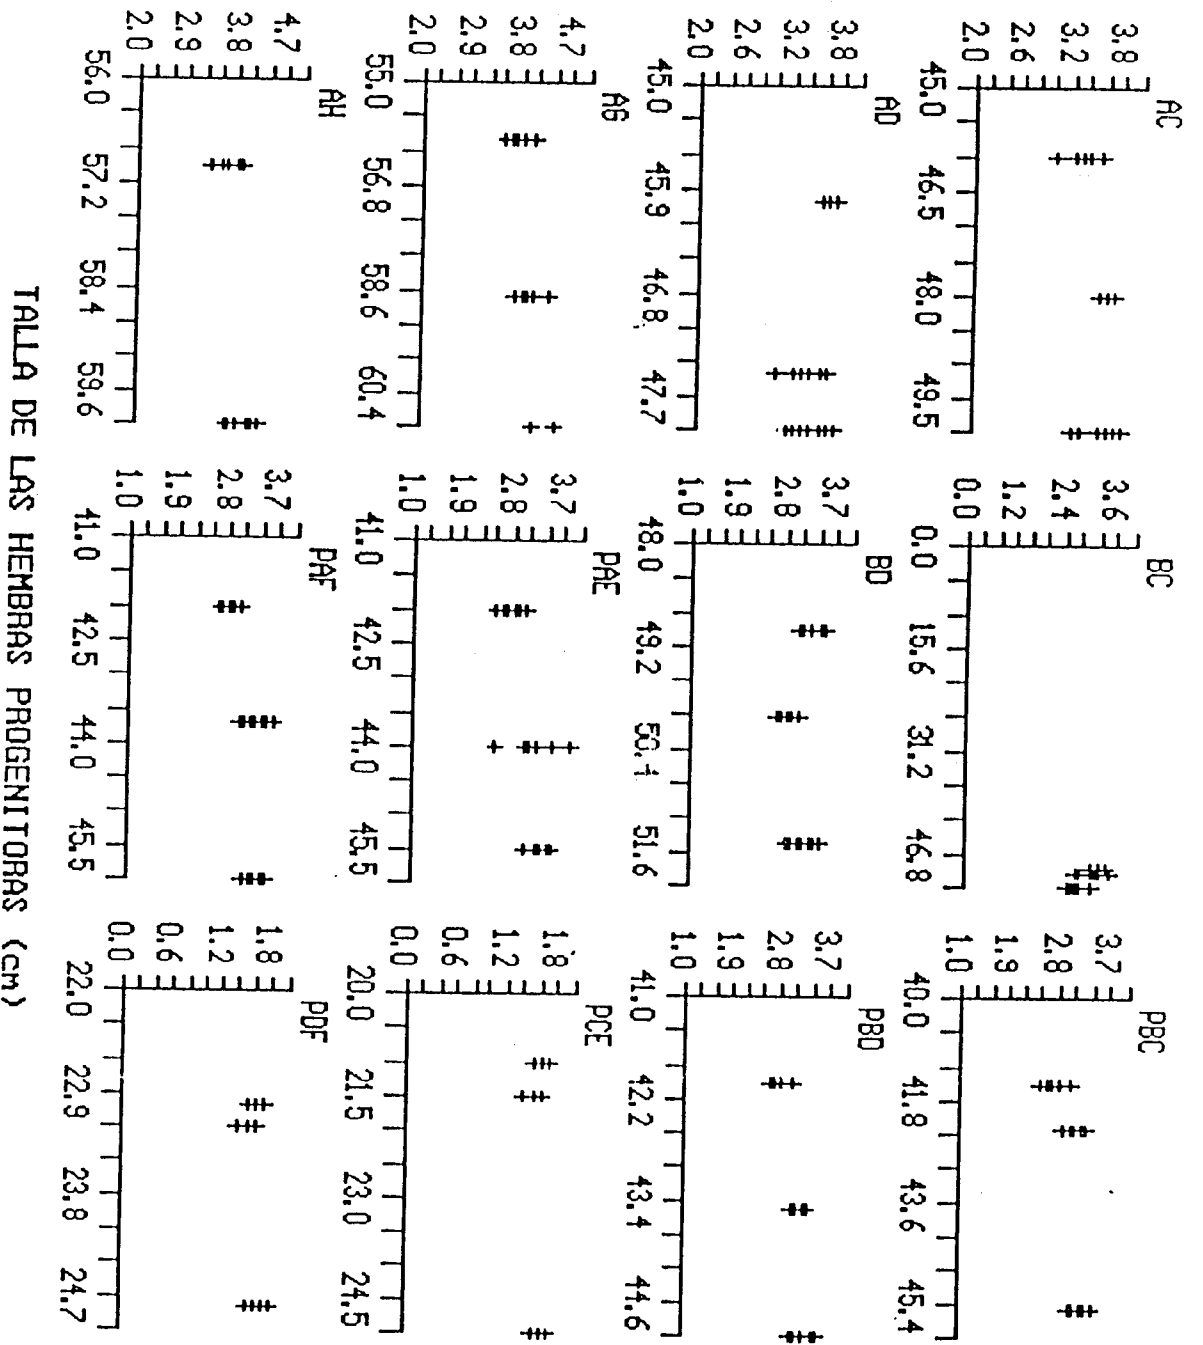 AC
3.8
3.2
2.6
2.0
45.0 46.5 48.0 49.5
BC
3.6
2.4
1.2
0.0
0.0 15.6 31.2 46.8
PBC
3.7
2.8
1.9
1.0
40.0 41.8 43.6 45.4
AD
3.8
3.2
2.6
2.0
45.0 45.9 46.8 47.7
BD
3.7
2.8
1.9
1.0
48.0 49.2 50.4 51.6
PBD
3.7
2.8
1.9
1.0
41.0 42.2 43.4 44.6
AG
4.7
3.8
2.9
2.0
55.0 56.8 58.6 60.4
PAE
3.7
2.8
1.9
1.0
41.0 42.5 44.0 45.5
PCE
1.8
1.2
0.6
0.0
20.0 21.5 23.0 24.5
AH
4.7
3.8
2.9
2.0
56.0 57.2 58.4 59.6
PAF
3.7
2.8
1.9
1.0
41.0 42.5 44.0 45.5
PDF
1.8
1.2
0.6
0.0
22.0 22.9 23.8 24.7
TALLA DE LAS HEMBRAS PROGENITORAS (cm)